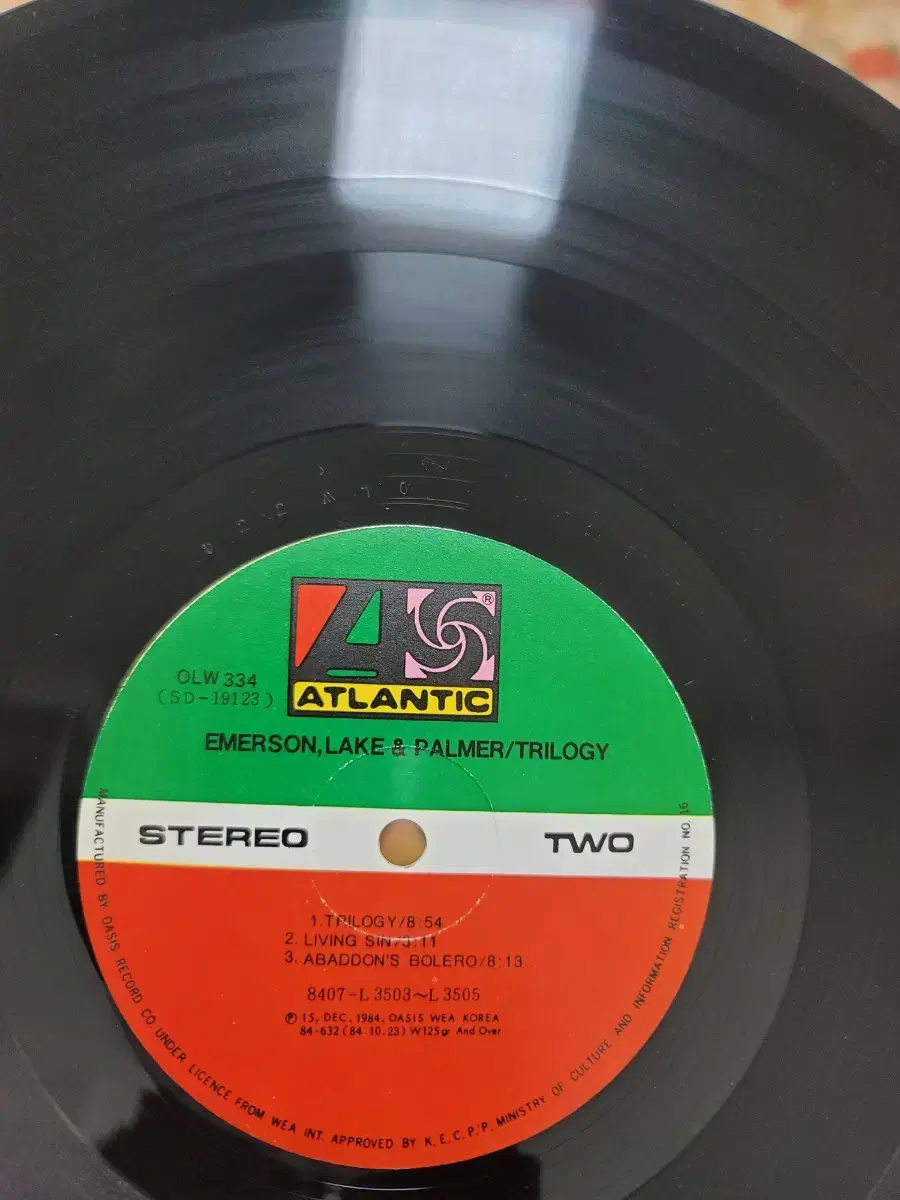 OLW 334
(SD-19123)
ATLANTIC
®
EMERSON, LAKE & PALMER/TRILOGY
STEREO
TWO
1. TRILOGY/8:54
2. LIVING SIN/3:11
3. ABADDON'S BOLERO/8:13
8407-L3503~L3505
Ⓟ 15. DEC. 1984. OASIS WEA KOREA
84-632 (84.10.23) W125gr And Over
MANUFACTURED BY OASIS RECORD CO. UNDER LICENCE FROM WEA INT. APPROVED BY K.E.C.P.P. MINISTRY OF CULTURE AND INFORMATION REGISTRATION NO. 16